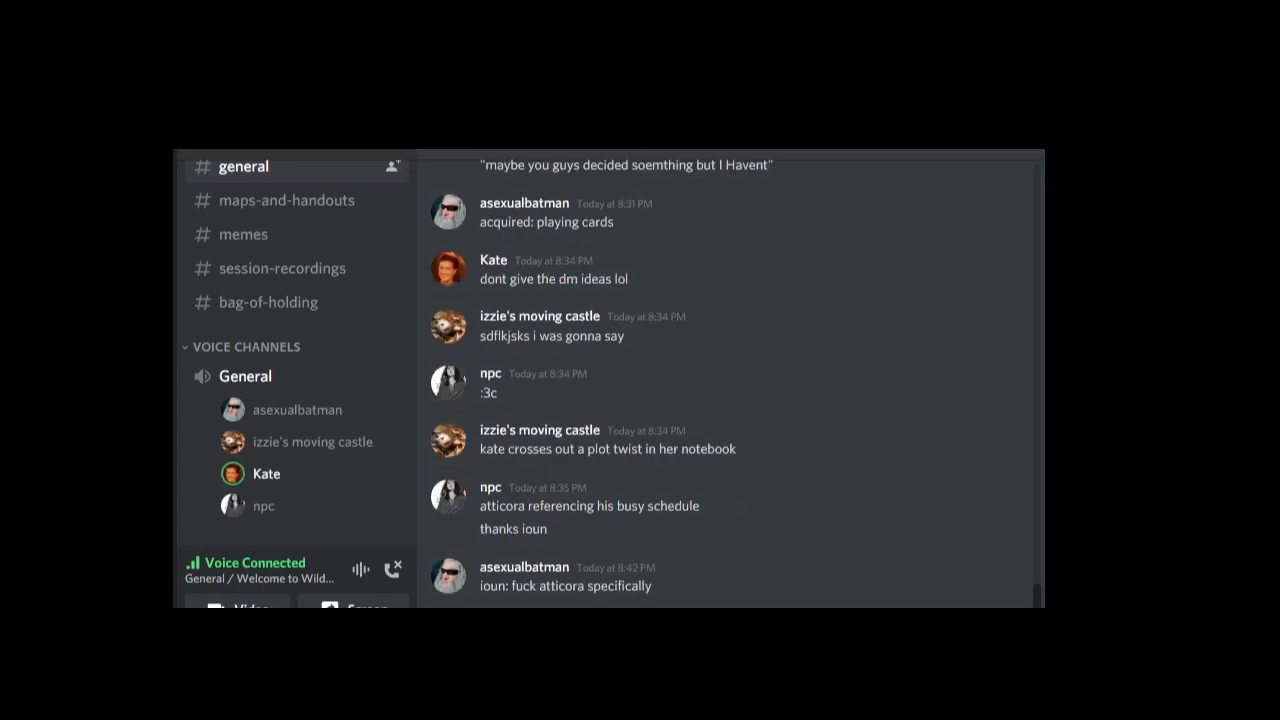 # general
# maps-and-handouts
# memes
# session-recordings
# bag-of-holding
VOICE CHANNELS
General
asexualbatman
izzie's moving castle
Kate
npc
Voice Connected
General / Welcome to Wild...
Video
Screen
"maybe you guys decided soemthing but I Havent"
asexualbatman Today at 8:31 PM
acquired: playing cards
Kate Today at 8:34 PM
dont give the dm ideas lol
izzie's moving castle Today at 8:34 PM
sdflkjsks i was gonna say
npc Today at 8:34 PM
:3c
izzie's moving castle Today at 8:34 PM
kate crosses out a plot twist in her notebook
npc Today at 8:35 PM
atticora referencing his busy schedule
thanks ioun
asexualbatman Today at 8:42 PM
ioun: fuck atticora specifically